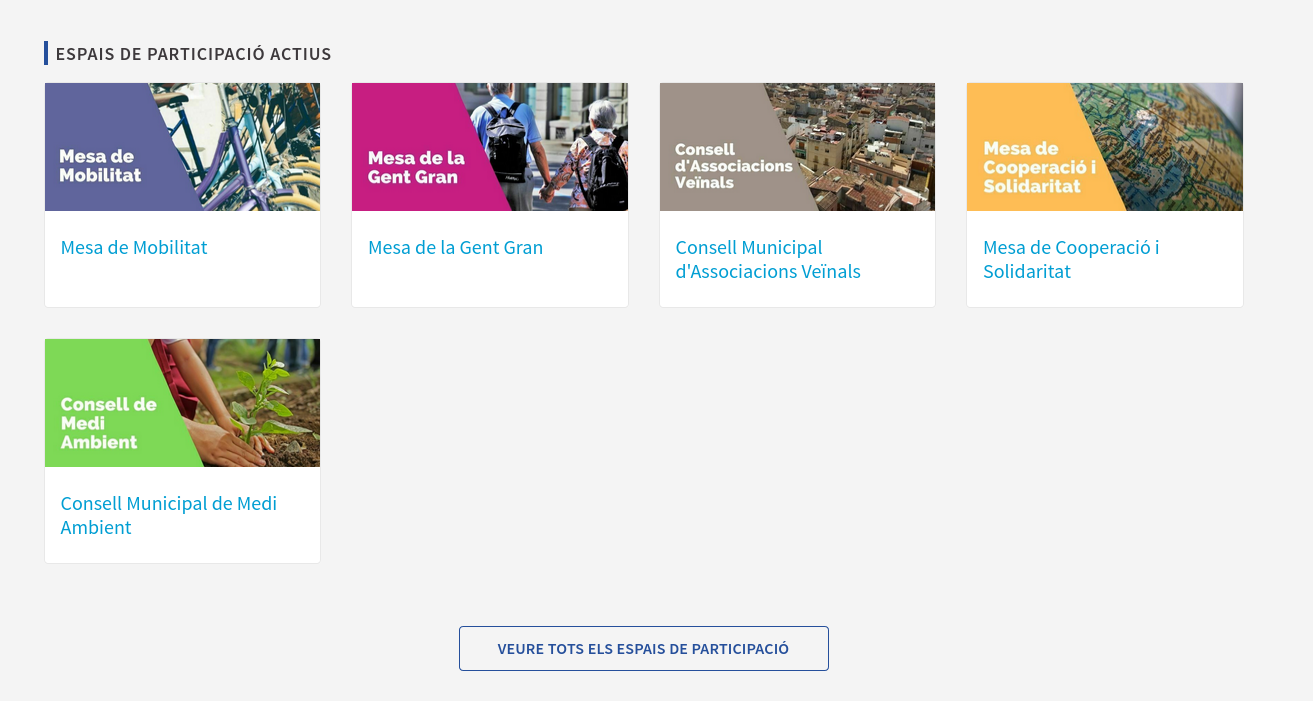 ESPAIS DE PARTICIPACIÓ ACTIUS
Mesa de
Mobilitat
Mesa de Mobilitat
Mesa de la
Gent Gran
Mesa de la Gent Gran
Consell
d'Associacions
Veïnals
Consell Municipal
d'Associacions Veïnals
Mesa de
Cooperació i
Solidaritat
Mesa de Cooperació i
Solidaritat
Consell de
Medi
Ambient
Consell Municipal de Medi
Ambient
VEURE TOTS ELS ESPAIS DE PARTICIPACIÓ